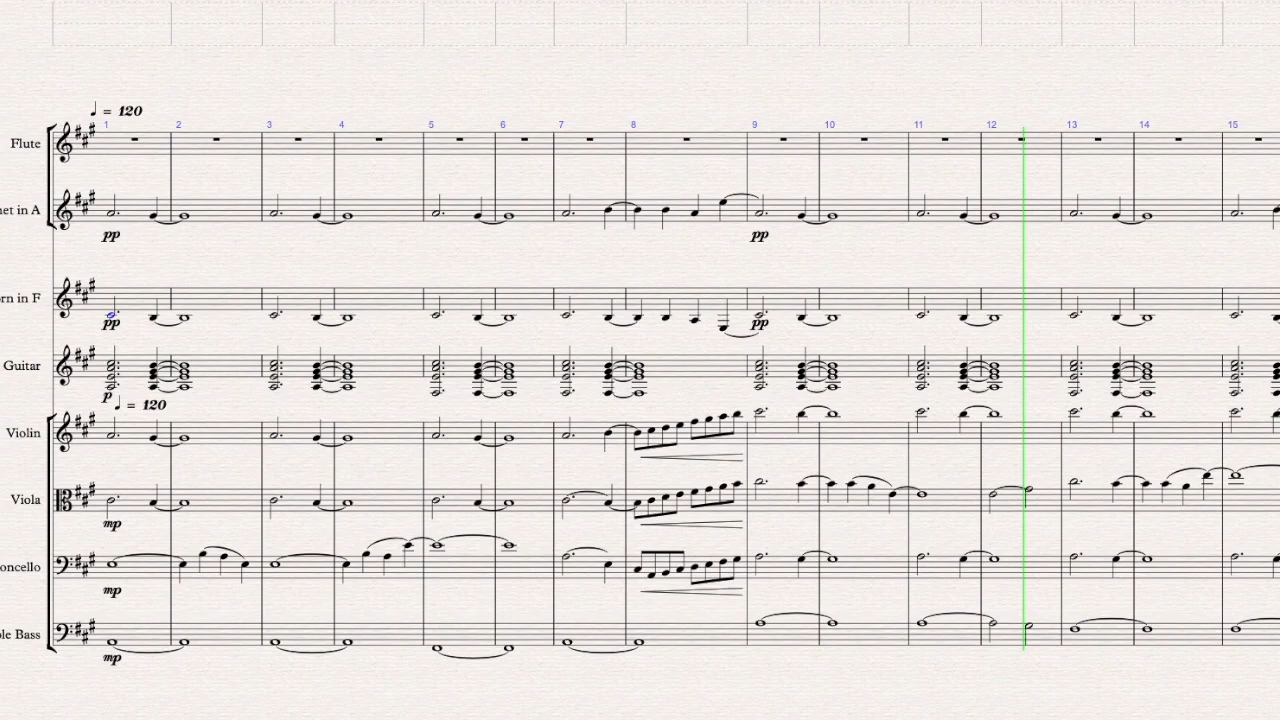 = 120
1 2 3 4 5 6 7 8 9 10 11 12 13 14 15
Flute
net in A
pp pp
rn in F
pp pp
Guitar
p
= 120
Violin
Viola
mp
oncello
mp
le Bass
mp